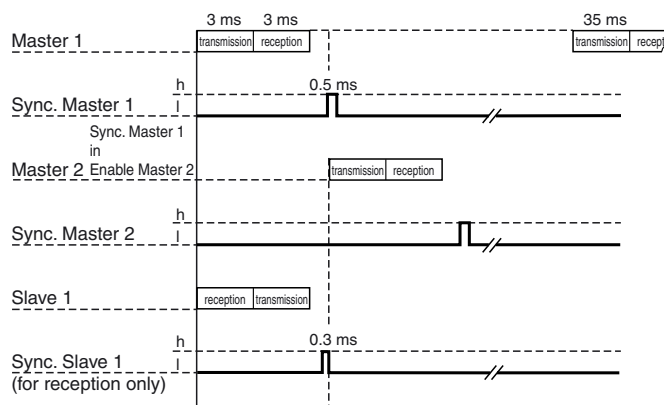 3 ms 3 ms 35 ms
Master 1 transmission reception transmission recept
h 0.5 ms
l
Sync. Master 1
Sync. Master 1
in
Master 2 Enable Master 2 transmission reception
h
l
Sync. Master 2
Slave 1 reception transmission
h 0.3 ms
l
Sync. Slave 1
(for reception only)